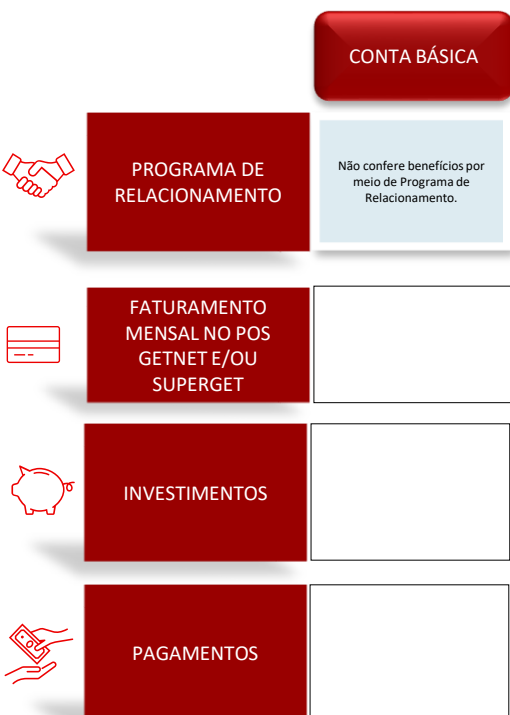 CONTA BÁSICA
PROGRAMA DE
RELACIONAMENTO
Não confere benefícios por
meio de Programa de
Relacionamento.
FATURAMENTO
MENSAL NO POS
GETNET E/OU
SUPERGET
INVESTIMENTOS
PAGAMENTOS